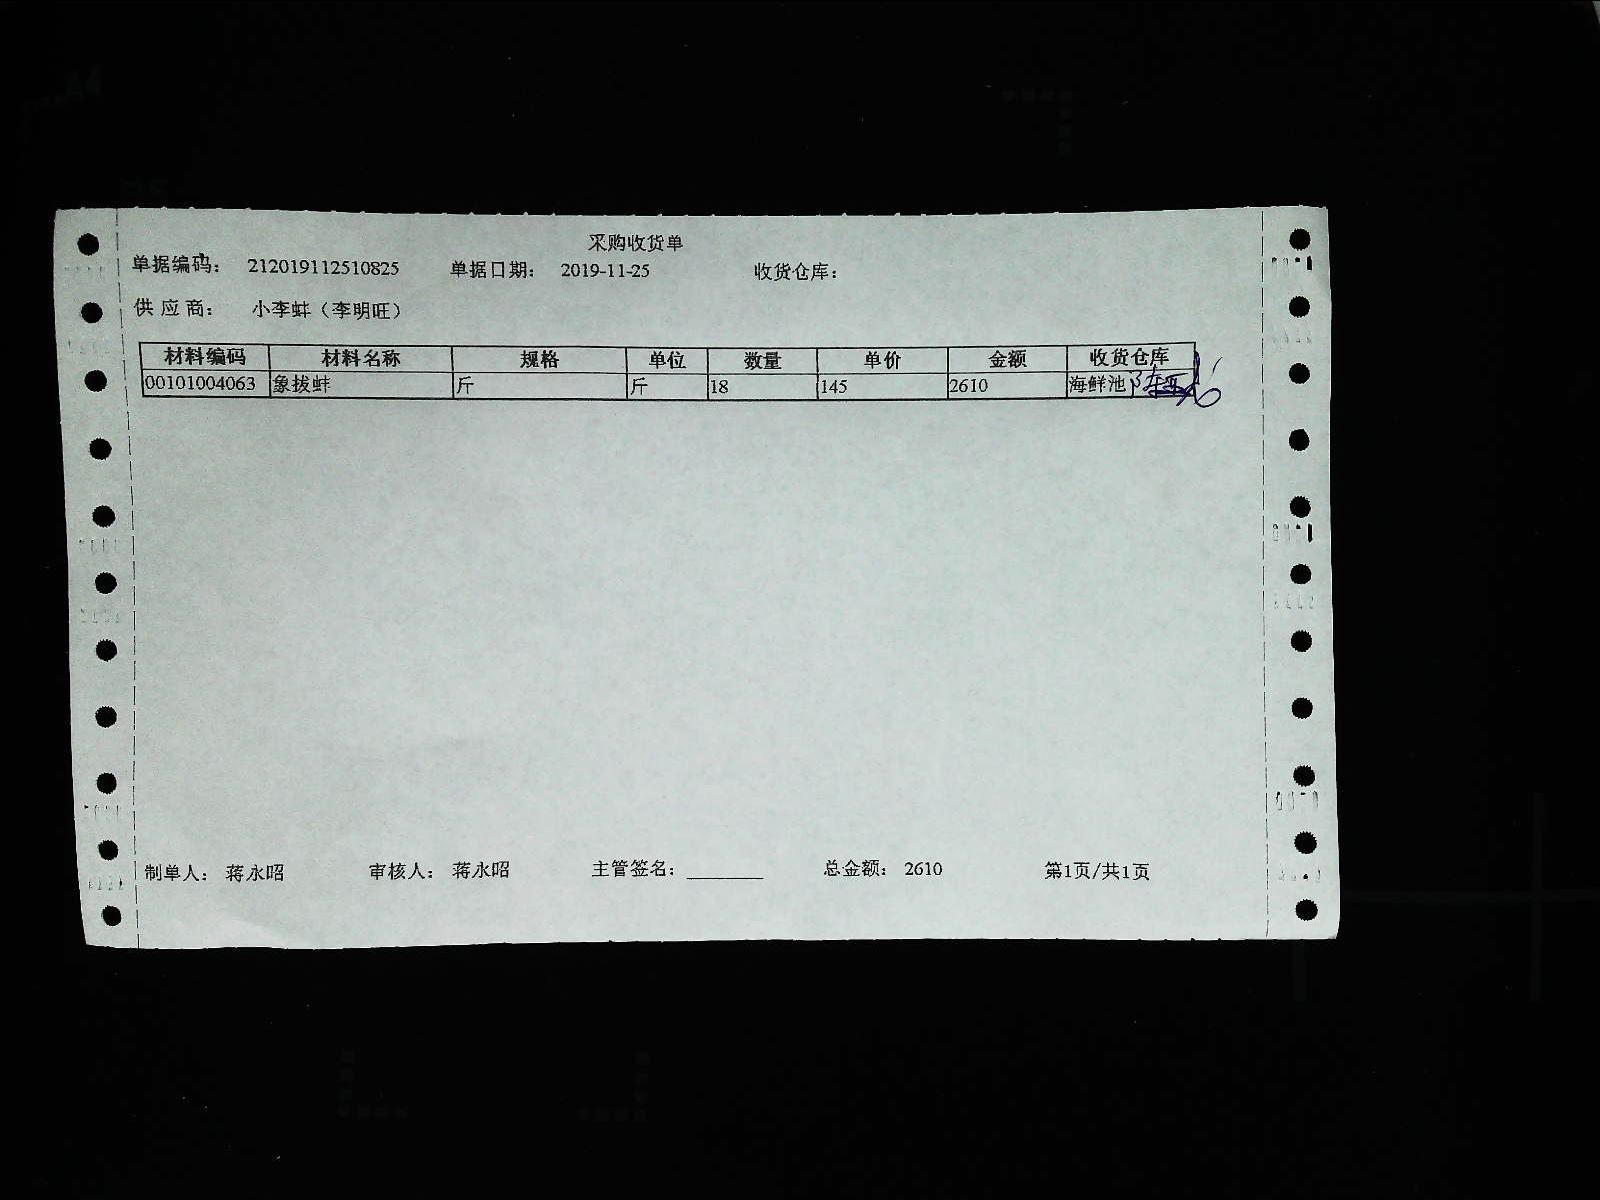 采购收货单
单据编码： 212019112510825 单据日期： 2019-11-25 收货仓库：
供 应 商： 小李蚌（李明旺）
材料编码 材料名称 规格 单位 数量 单价 金额 收货仓库
00101004063 象拔蚌 斤 斤 18 145 2610 海鲜池
制单人： 蒋永昭 审核人： 蒋永昭 主管签名：________ 总金额： 2610 第1页/共1页